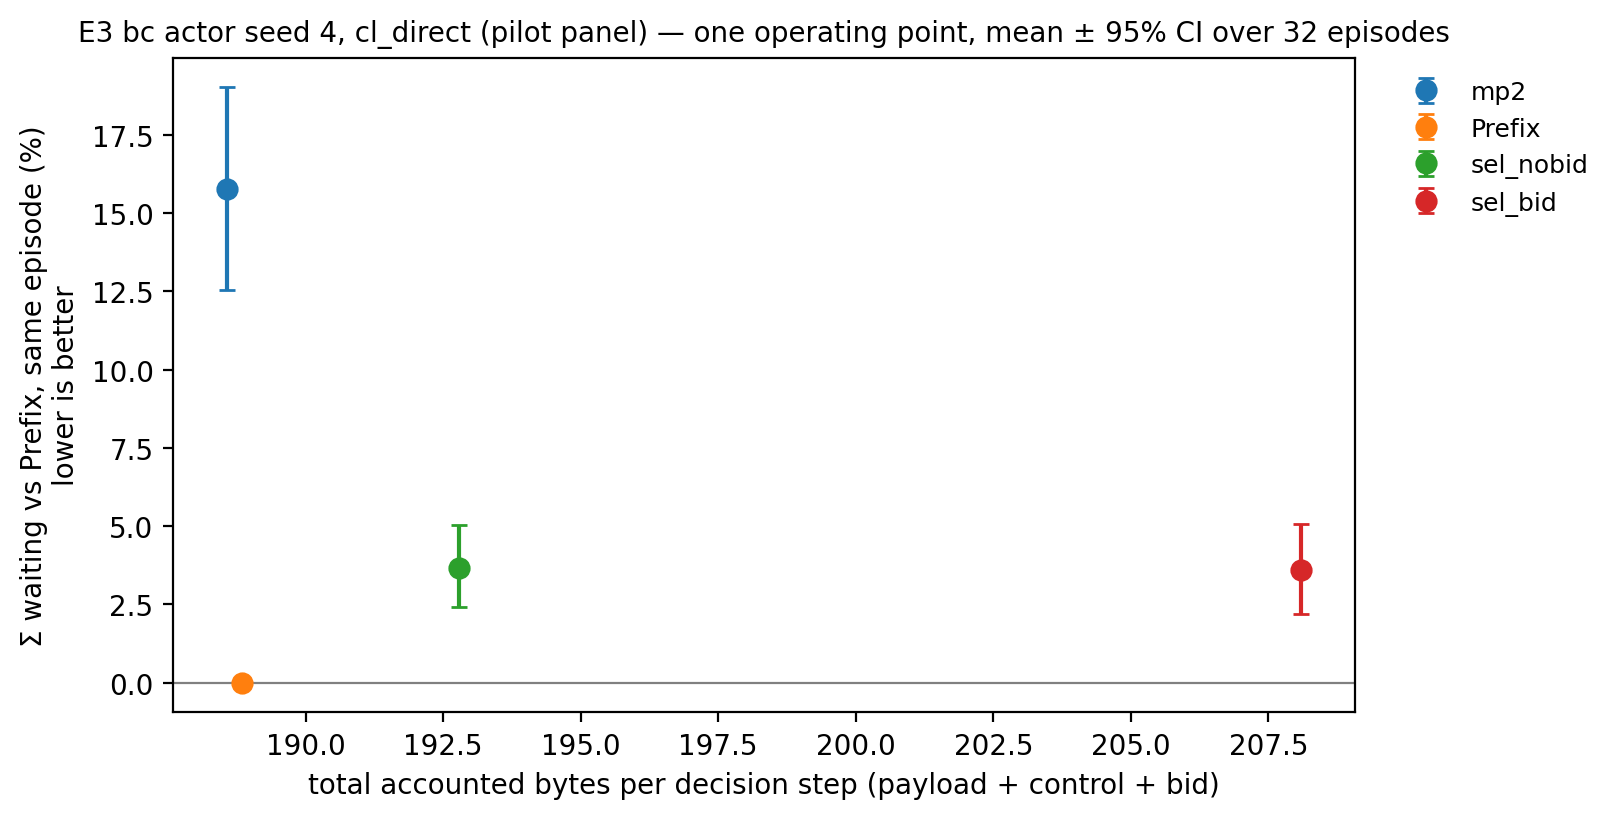 E3 bc actor seed 4, cl_direct (pilot panel) — one operating point, mean ± 95% CI over 32 episodes
Σ waiting vs Prefix, same episode (%)
lower is better
17.5
15.0
12.5
10.0
7.5
5.0
2.5
0.0
190.0
192.5
195.0
197.5
200.0
202.5
205.0
207.5
total accounted bytes per decision step (payload + control + bid)
mp2
Prefix
sel_nobid
sel_bid